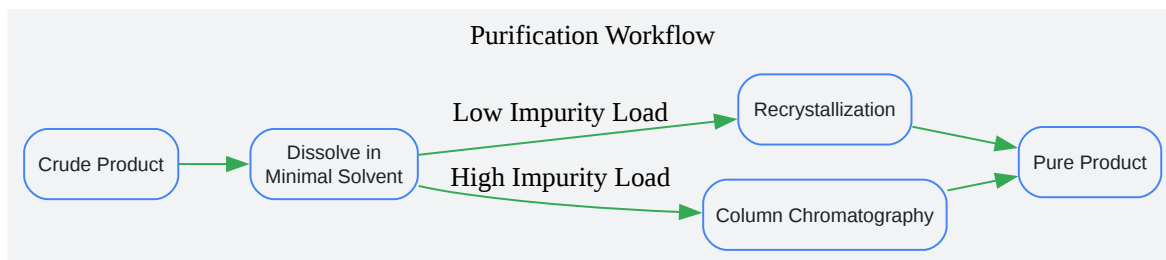 Purification Workflow
Crude Product
Dissolve in
Minimal Solvent
Low Impurity Load
High Impurity Load
Recrystallization
Column Chromatography
Pure Product